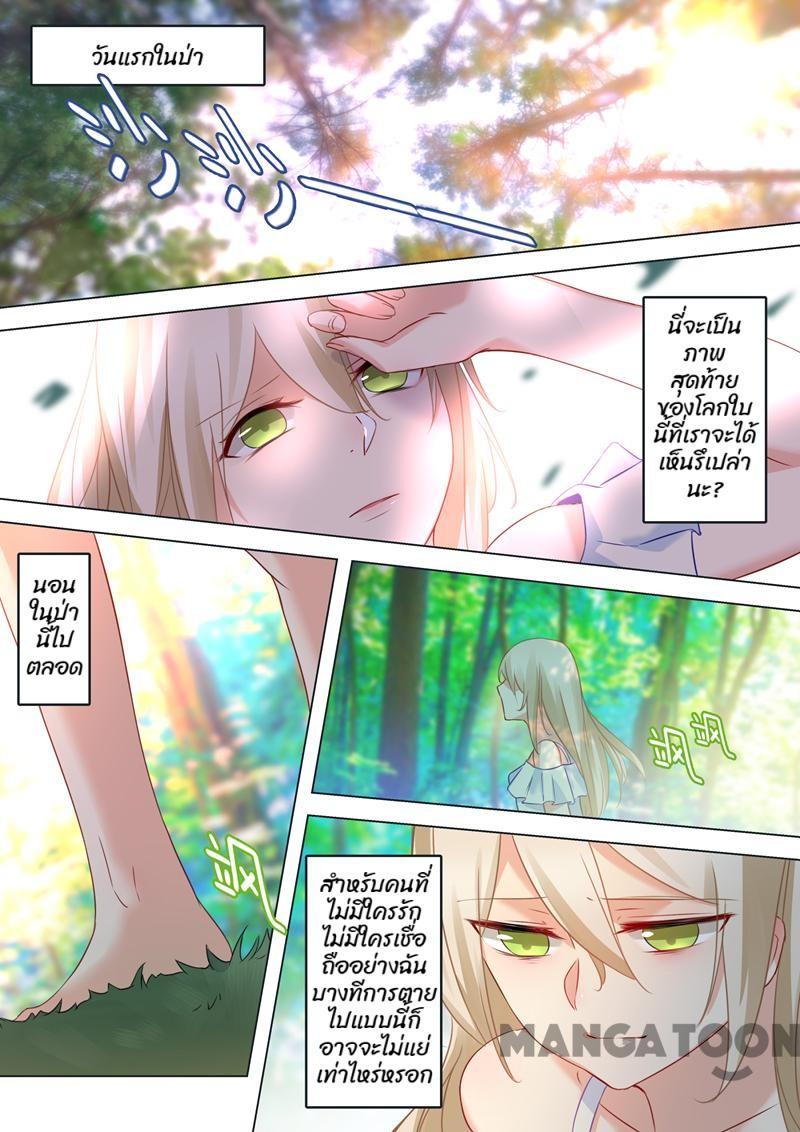 วันแรกในป่า
沙沙
นี่จะเป็น
ภาพ
สุดท้าย
ของโลกใบ
นี้ที่เราจะได้
เห็นรึเปล่า
นะ?
นอน
ในป่า
นี้ไป
ตลอด
飒飒
飒
สำหรับคนที่
ไม่มีใครรัก
ไม่มีใครเชื่อ
ถืออย่างฉัน
บางทีการตาย
ไปแบบนี้ก็
อาจจะไม่แย่
เท่าไหร่หรอก
MANGATOON